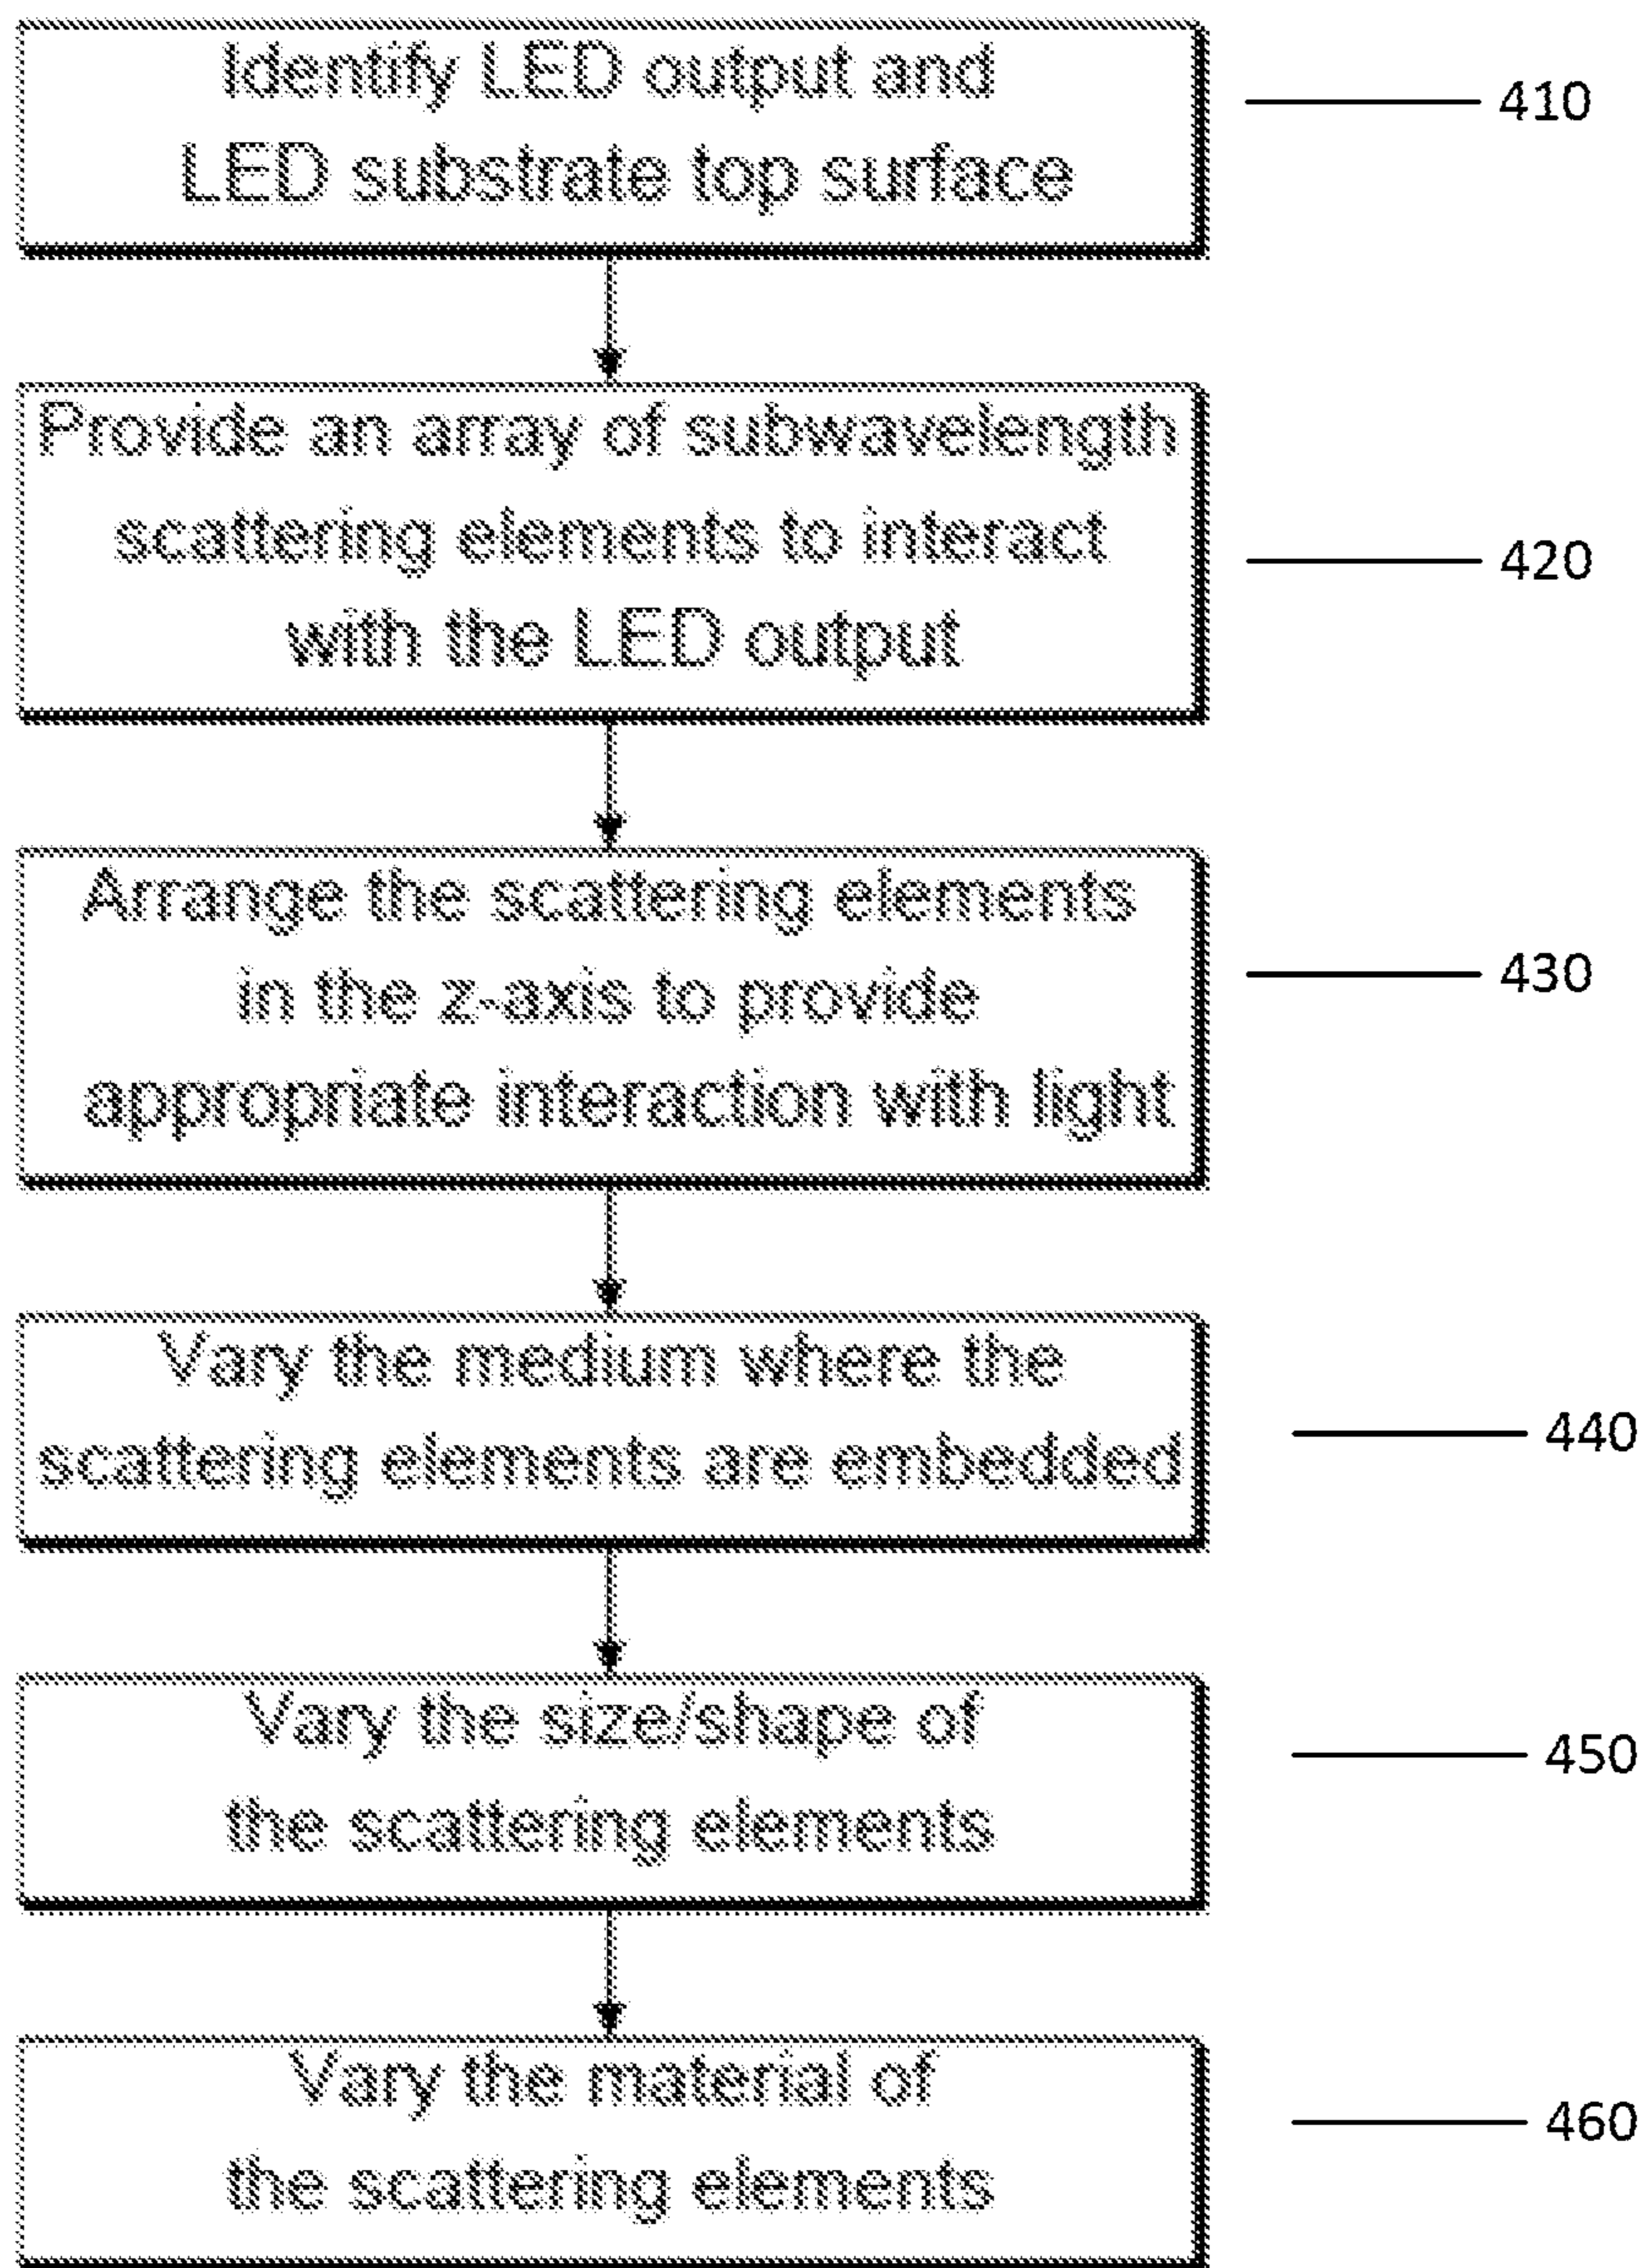 Identify LED output and
LED substrate top surface
410
Provide an array of subwavelength
scattering elements to interact
with the LED output
420
Arrange the scattering elements
in the z-axis to provide
appropriate interaction with light
430
Vary the medium where the
scattering elements are embedded
440
Vary the size/shape of
the scattering elements
450
Vary the material of
the scattering elements
460